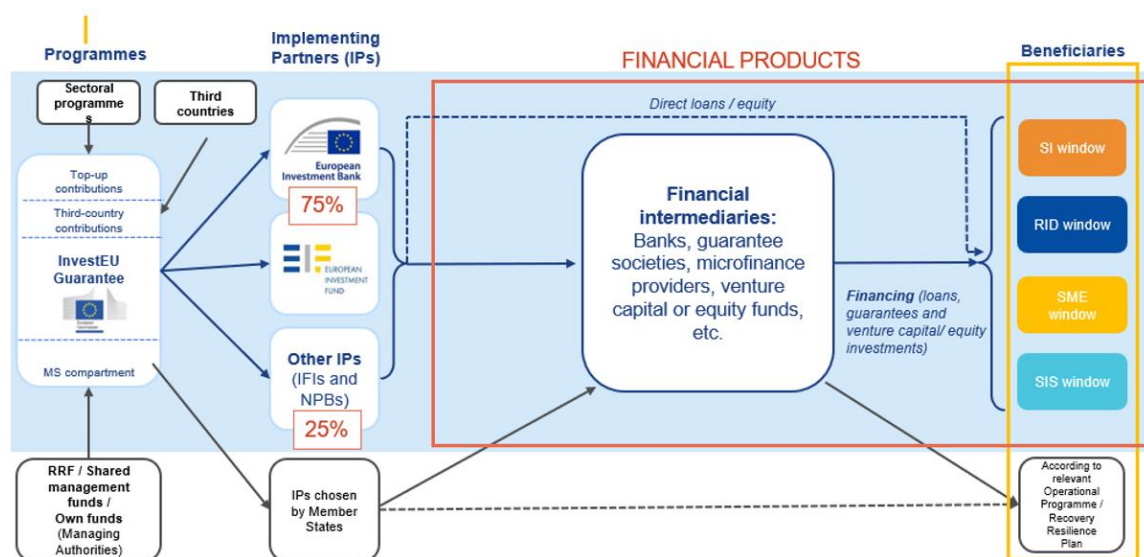 Programmes
Implementing
Partners (IPs)
FINANCIAL PRODUCTS
Beneficiaries
Sectoral
programme
s
Third
countries
Top-up
contributions
Third-country
contributions
InvestEU
Guarantee
European
Commission
MS compartment
European
Investment Bank
75%
EIF
EUROPEAN
INVESTMENT
FUND
Other IPs
(IFIs and
NPBs)
25%
Direct loans / equity
Financial
intermediaries:
Banks, guarantee
societies, microfinance
providers, venture
capital or equity funds,
etc.
Financing (loans,
guarantees and
venture capital/ equity
investments)
SI window
RID window
SME
window
SIS window
RRF / Shared
management
funds /
Own funds
(Managing
Authorities)
IPs chosen
by Member
States
According to
relevant
Operational
Programme /
Recovery
Resilience
Plan